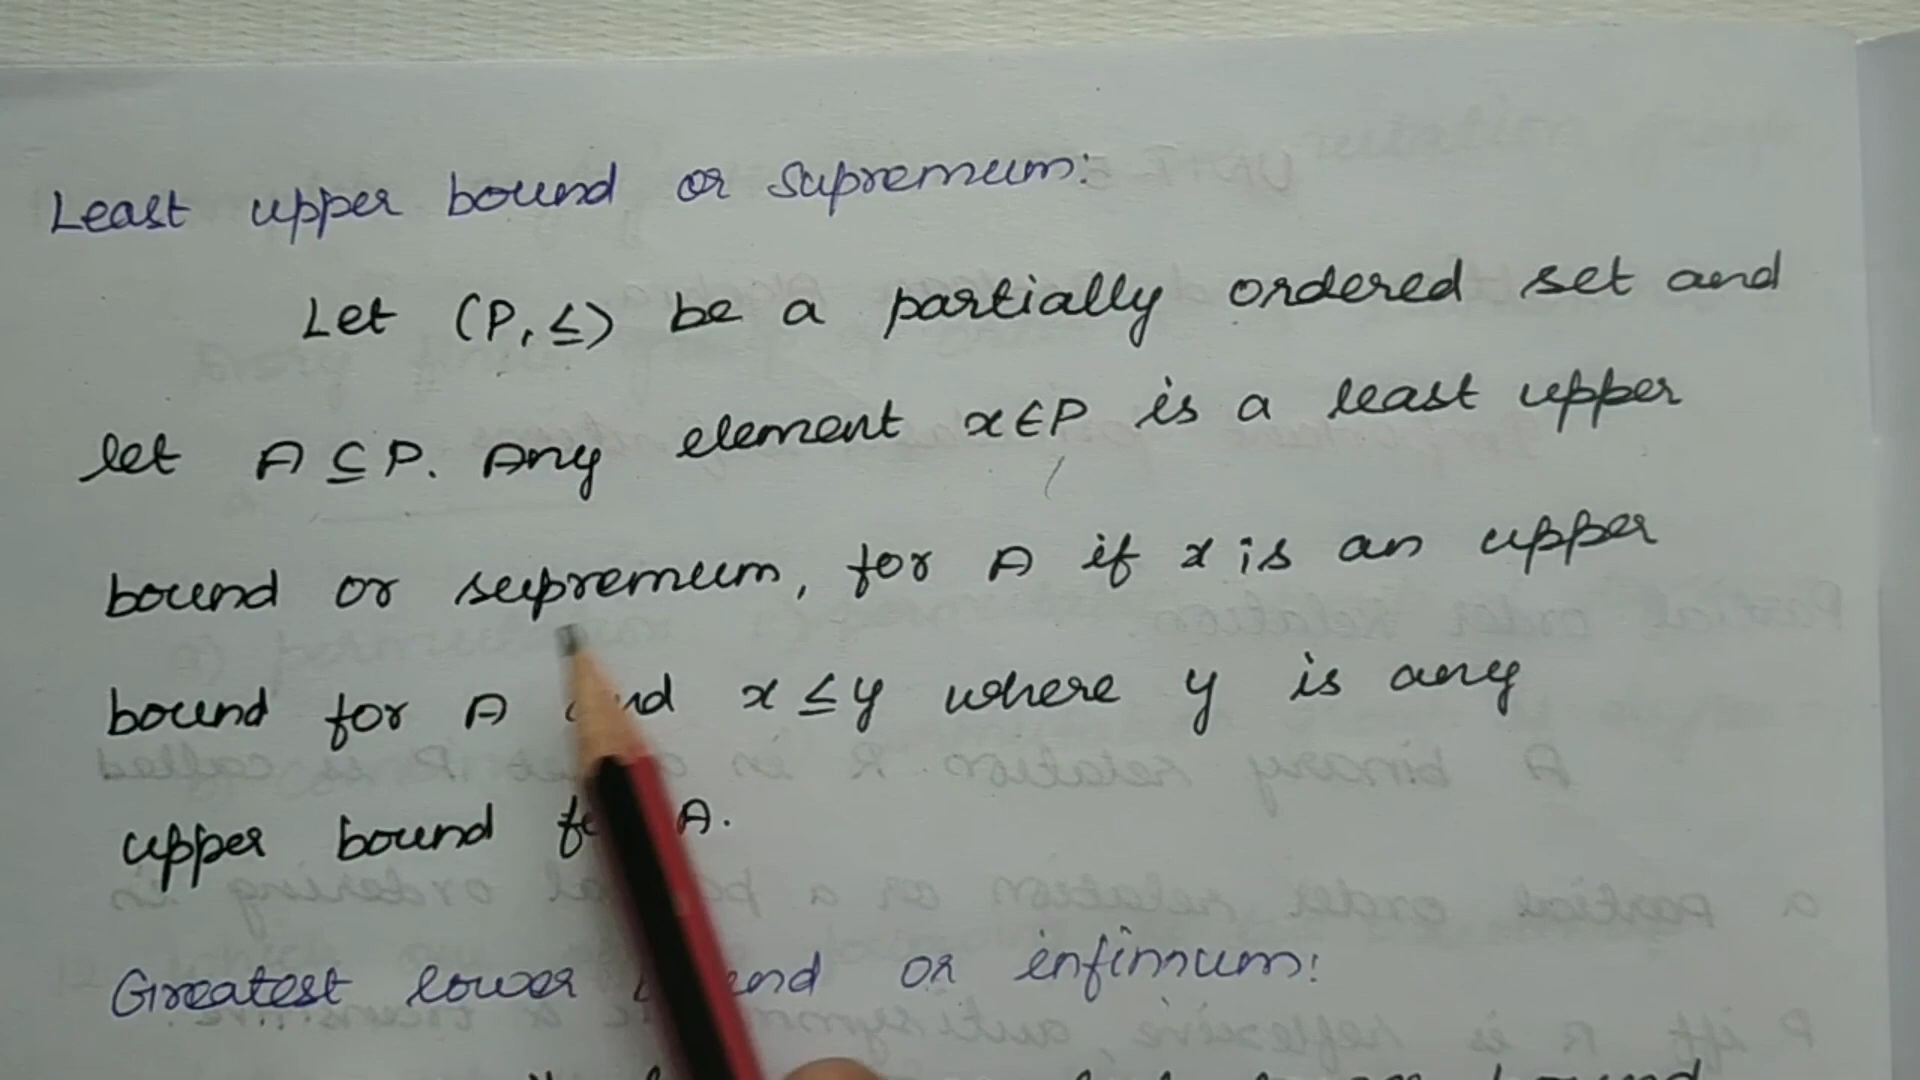 Least upper bound or Supremum:
Let (P, ≤) be a partially ordered set and
let A ⊆ P. Any element x∈P is a least upper
bound or supremum, for A if x is an upper
bound for A and x ≤ y where y is any
upper bound for A.
Greatest lower bound or infimum: